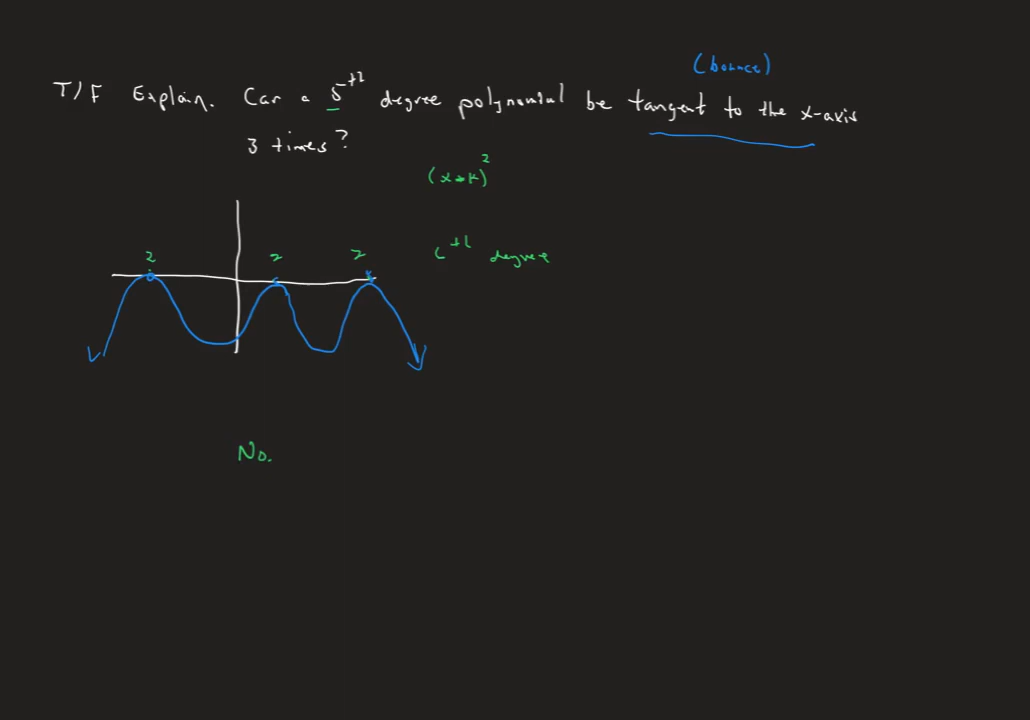 (bounce)
T/F Explain. Can a 5th degree polynomial be tangent to the x-axis
3 times?
(x-k)²
2 2 2
6th degree
No.